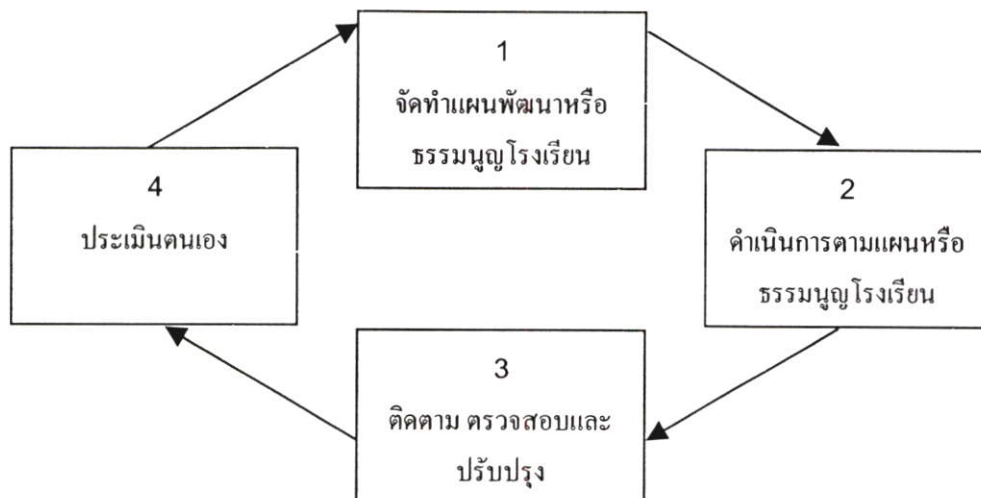 1
จัดทำแผนพัฒนาหรือ
ธรรมนูญโรงเรียน
2
ดำเนินการตามแผนหรือ
ธรรมนูญโรงเรียน
3
ติดตาม ตรวจสอบและ
ปรับปรุง
4
ประเมินตนเอง